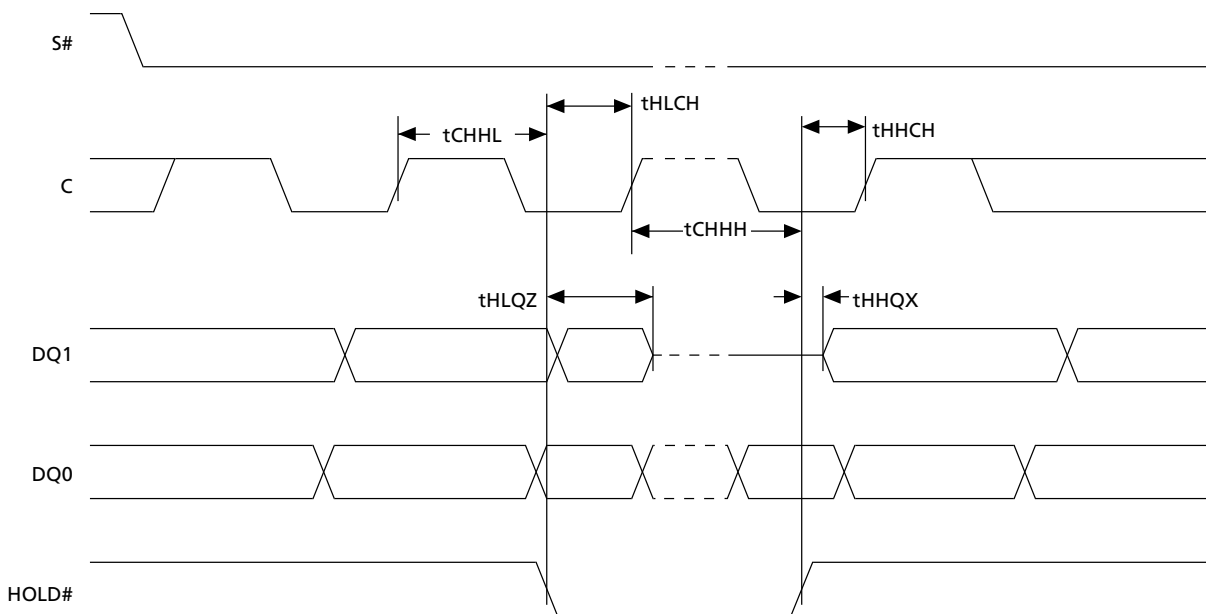 S#
tHLCH
tCHHL
tHHCH
C
tCHHH
tHLQZ
tHHQX
DQ1
DQ0
HOLD#